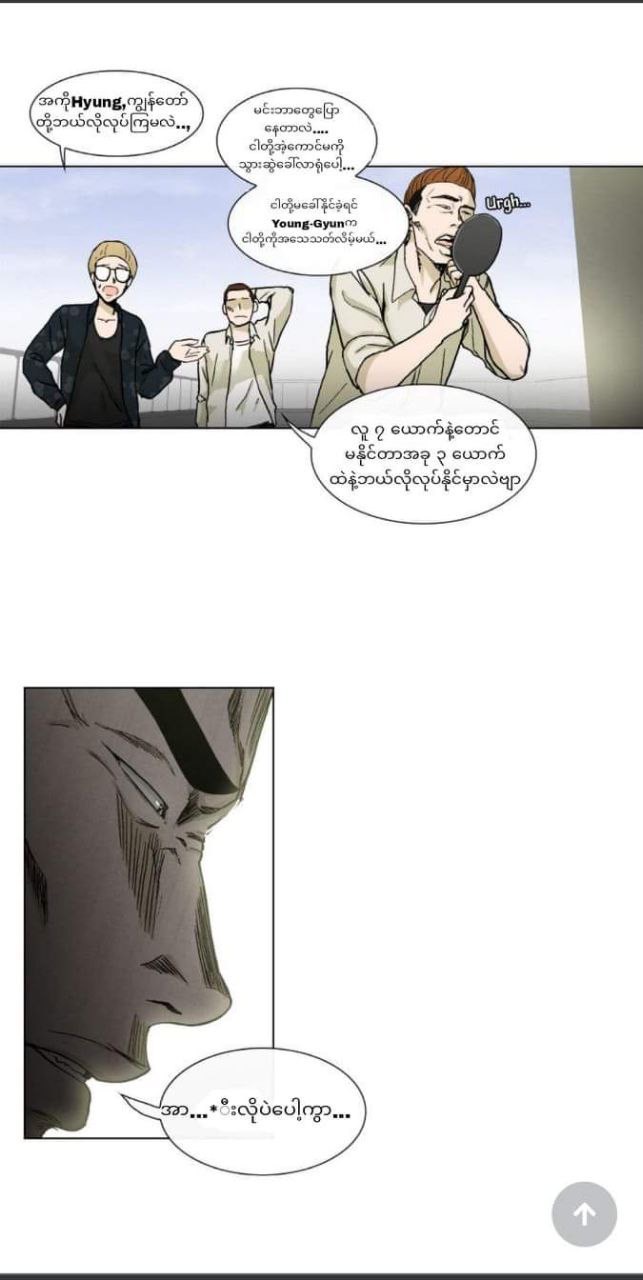 အကိုHyung,ကျွန်တော်
တို့ဘယ်လိုလုပ်ကြမလဲ..,
မင်းဘာတွေပြော
နေတာလဲ....
ငါတို့အဲ့ကောင်မကို
သွားဆွဲခေါ်လာရုံပေါ့...
ငါတို့မခေါ်နိုင်ခဲ့ရင်
Young-Gyunက
ငါတို့ကိုအသေသတ်လိမ့်မယ်...
Urgh...
လူ ၇ ယောက်နဲ့တောင်
မနိုင်တာအခု ၃ ယောက်
ထဲနဲ့ဘယ်လိုလုပ်နိုင်မှာလဲဗျာ
အာ...*ီးလိုပဲပေါ့ကွာ...